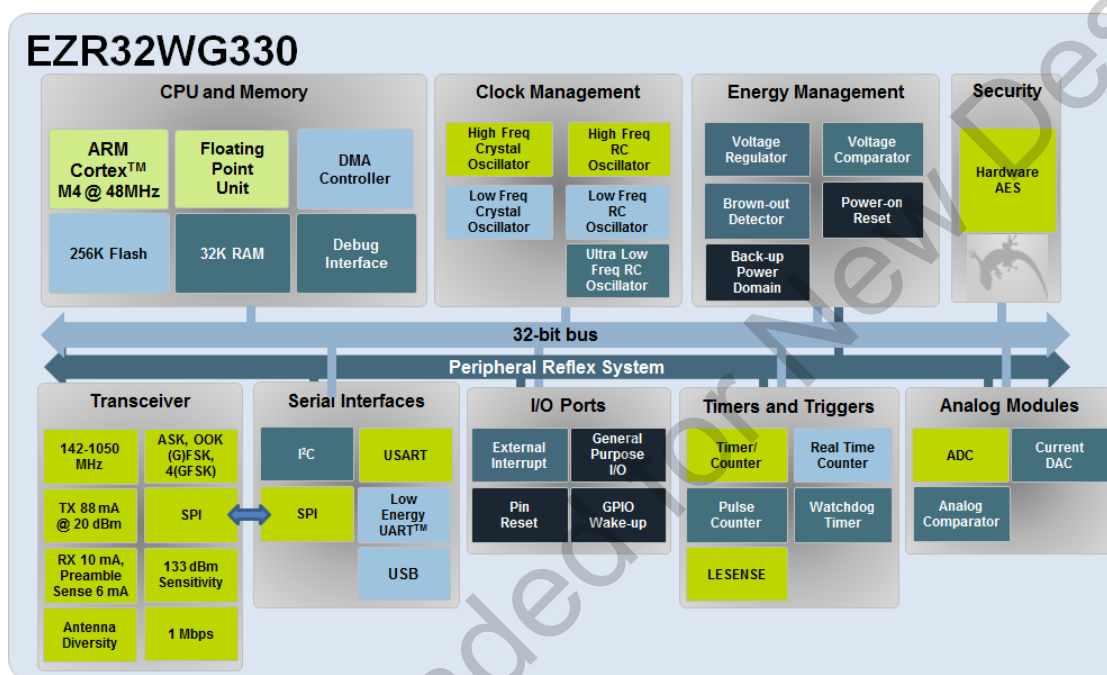 EZR32WG330
CPU and Memory
ARM
Cortex™
M4 @ 48MHz
Floating
Point
Unit
DMA
Controller
256K Flash
32K RAM
Debug
Interface
Clock Management
High Freq
Crystal
Oscillator
High Freq
RC
Oscillator
Low Freq
Crystal
Oscillator
Low Freq
RC
Oscillator
Ultra Low
Freq RC
Oscillator
Energy Management
Voltage
Regulator
Voltage
Comparator
Brown-out
Detector
Power-on
Reset
Back-up
Power
Domain
Security
Hardware
AES
32-bit bus
Peripheral Reflex System
Transceiver
142-1050
MHz
ASK, OOK
(G)FSK,
4(GFSK)
TX 88 mA
@ 20 dBm
SPI
RX 10 mA,
Preamble
Sense 6 mA
133 dBm
Sensitivity
Antenna
Diversity
1 Mbps
Serial Interfaces
I²C
USART
SPI
Low
Energy
UART™
USB
I/O Ports
External
Interrupt
General
Purpose
I/O
Pin
Reset
GPIO
Wake-up
Timers and Triggers
Timer/
Counter
Real Time
Counter
Pulse
Counter
Watchdog
Timer
LESENSE
Analog Modules
ADC
Current
DAC
Analog
Comparator
ended for New Des